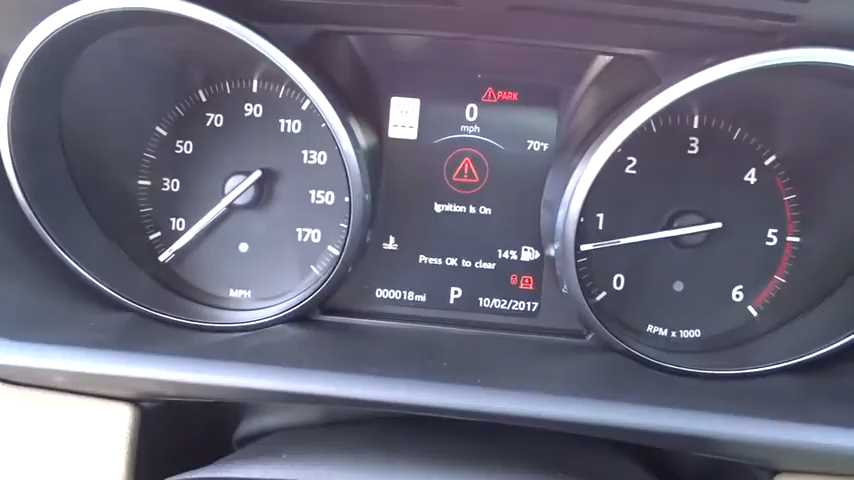 PARK
0
mph
70°F
Ignition Is On
14%
Press OK to clear
000018mi P 10/02/2017
10 30 50 70 90 110 130 150 170
MPH
0 1 2 3 4 5 6
RPM x 1000